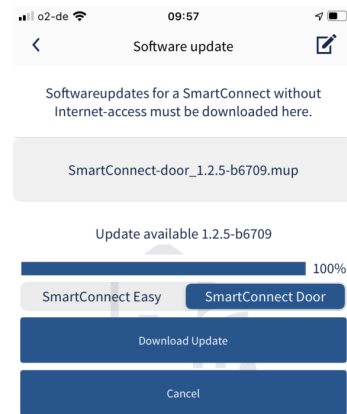 o2-de 09:57
Software update
Softwareupdates for a SmartConnect without
Internet-access must be downloaded here.
SmartConnect-door_1.2.5-b6709.mup
Update available 1.2.5-b6709
100%
SmartConnect Easy SmartConnect Door
Download Update
Cancel